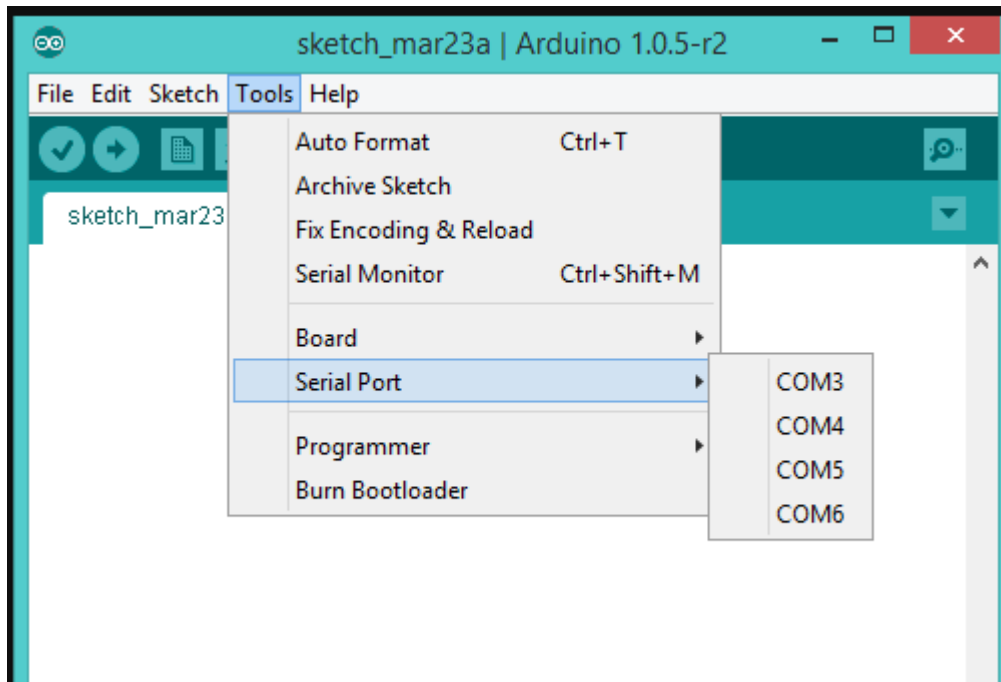 sketch_mar23a | Arduino 1.0.5-r2
File Edit Sketch Tools Help
sketch_mar23
Auto Format Ctrl+T
Archive Sketch
Fix Encoding & Reload
Serial Monitor Ctrl+Shift+M
Board
Serial Port
Programmer
Burn Bootloader
COM3
COM4
COM5
COM6